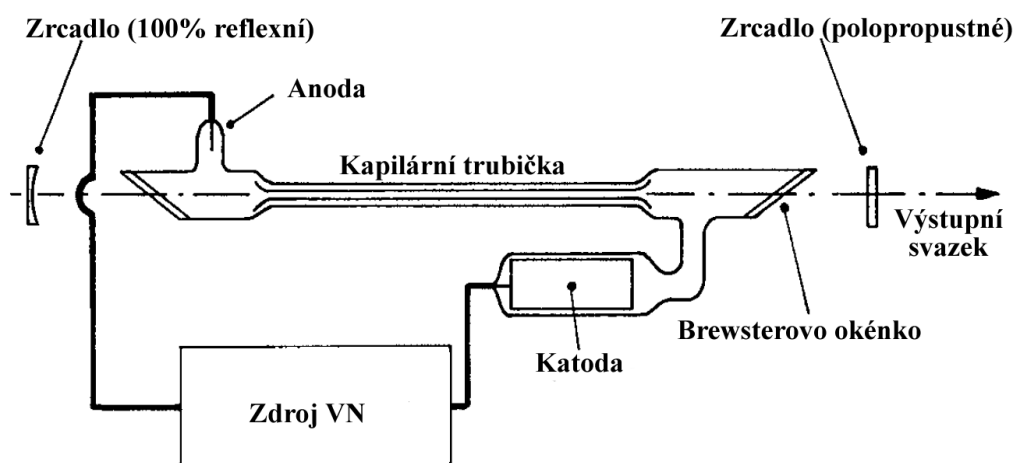 Zrcadlo (100% reflexní)
Zrcadlo (polopropustné)
Anoda
Kapilární trubička
Výstupní
svazek
Brewsterovo okénko
Katoda
Zdroj VN